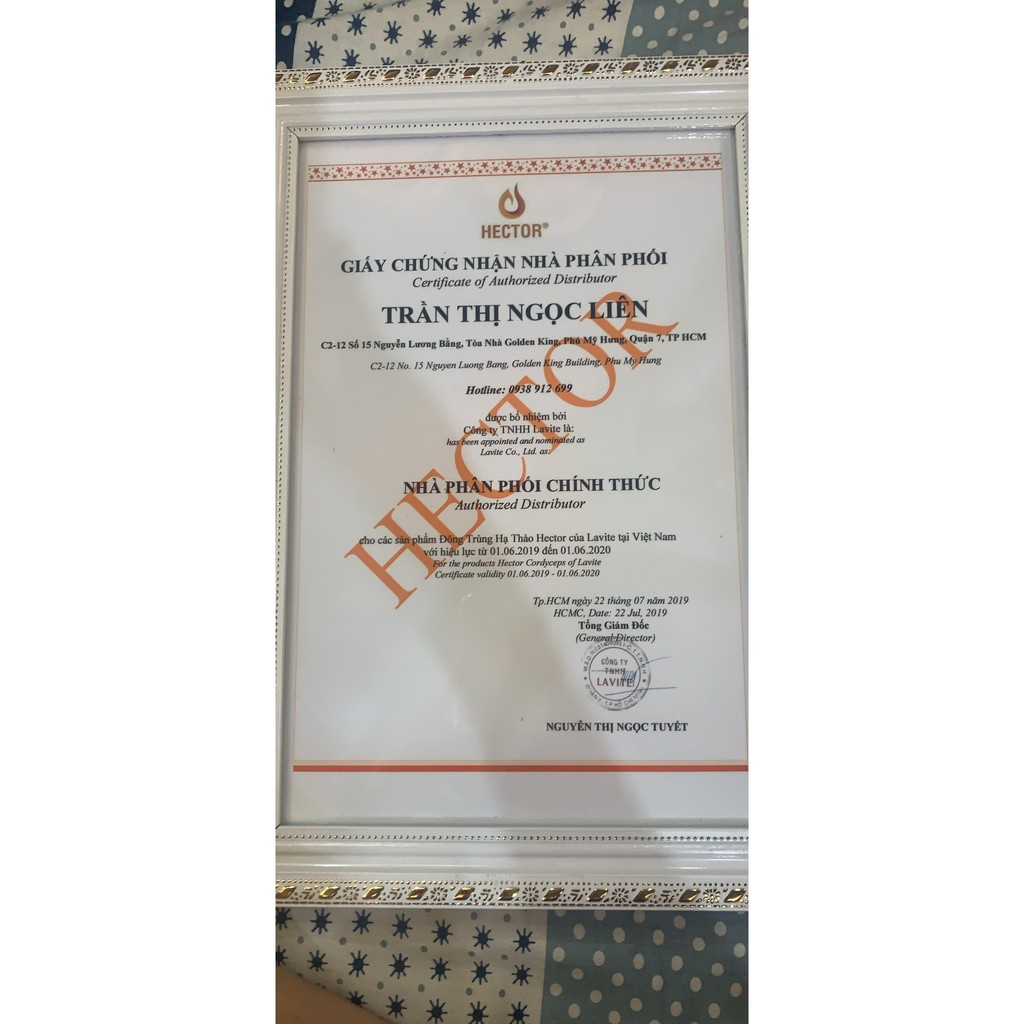 HECTOR®
GIẤY CHỨNG NHẬN NHÀ PHÂN PHỐI
Certificate of Authorized Distributor
TRẦN THỊ NGỌC LIÊN
C2-12 Số 15 Nguyễn Lương Bằng, Tòa Nhà Golden King, Phú Mỹ Hưng, Quận 7, TP HCM
C2-12 No. 15 Nguyen Luong Bang, Golden King Building, Phu My Hung
Hotline: 0938 912 699
được bổ nhiệm bởi
Công ty TNHH Lavite là:
has been appointed and nominated as
Lavite Co., Ltd. as:
NHÀ PHÂN PHỐI CHÍNH THỨC
Authorized Distributor
cho các sản phẩm Đông Trùng Hạ Thảo Hector của Lavite tại Việt Nam
với hiệu lực từ 01.06.2019 đến 01.06.2020
For the products Hector Cordyceps of Lavite
Certificate validity 01.06.2019 - 01.06.2020
HECTOR
Tp.HCM ngày 22 tháng 07 năm 2019
HCMC, Date: 22 Jul, 2019
Tổng Giám Đốc
(General Director)
CÔNG TY
TNHH
LAVITE
NGUYỄN THỊ NGỌC TUYẾT